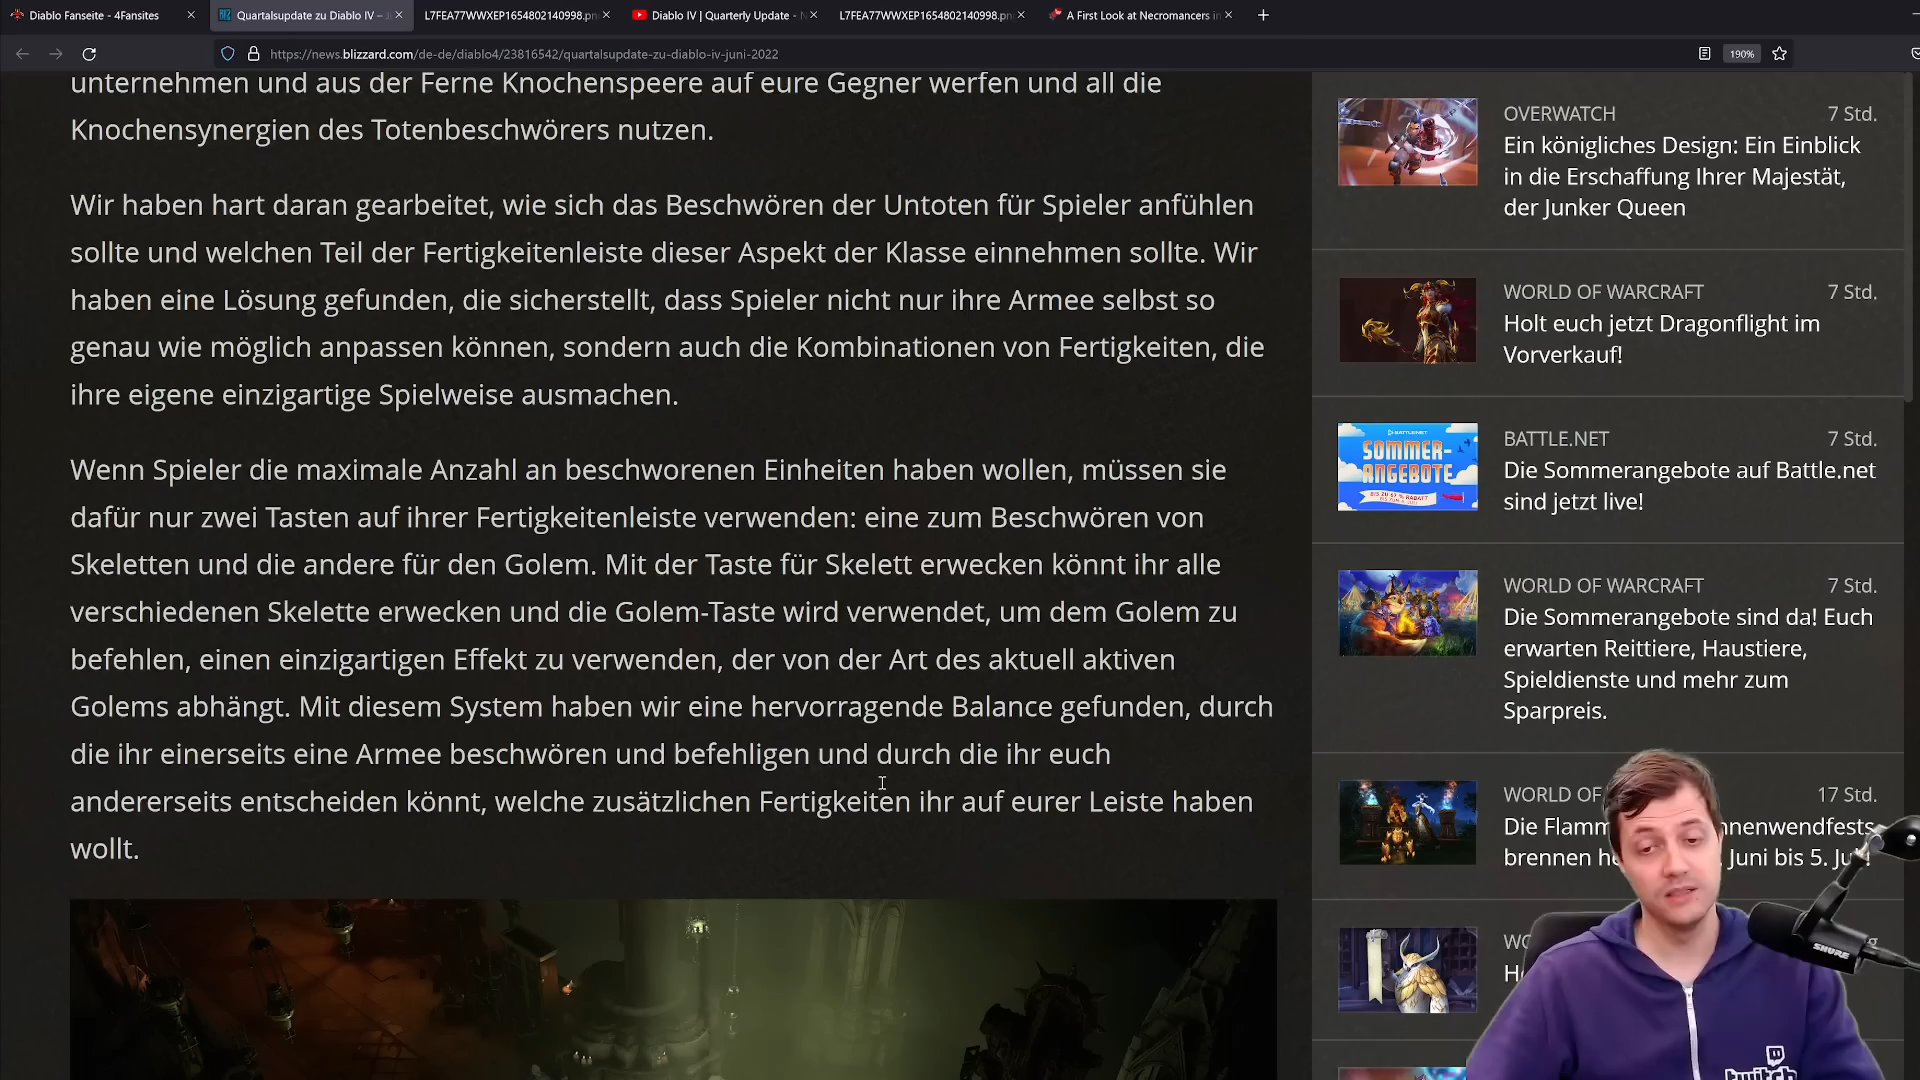 Diablo Fanseite - 4Fansites
Quartalsupdate zu Diablo IV –
L7FEA77WWXEP1654802140998.pn
Diablo IV | Quarterly Update -
L7FEA77WWXEP1654802140998.pn
A First Look at Necromancers in
https://news.blizzard.com/de-de/diablo4/23816542/quartalsupdate-zu-diablo-iv-juni-2022
190%
unternehmen und aus der Ferne Knochenspeere auf eure Gegner werfen und all die
Knochensynergien des Totenbeschwörers nutzen.
Wir haben hart daran gearbeitet, wie sich das Beschwören der Untoten für Spieler anfühlen
sollte und welchen Teil der Fertigkeitenleiste dieser Aspekt der Klasse einnehmen sollte. Wir
haben eine Lösung gefunden, die sicherstellt, dass Spieler nicht nur ihre Armee selbst so
genau wie möglich anpassen können, sondern auch die Kombinationen von Fertigkeiten, die
ihre eigene einzigartige Spielweise ausmachen.
Wenn Spieler die maximale Anzahl an beschworenen Einheiten haben wollen, müssen sie
dafür nur zwei Tasten auf ihrer Fertigkeitenleiste verwenden: eine zum Beschwören von
Skeletten und die andere für den Golem. Mit der Taste für Skelett erwecken könnt ihr alle
verschiedenen Skelette erwecken und die Golem-Taste wird verwendet, um dem Golem zu
befehlen, einen einzigartigen Effekt zu verwenden, der von der Art des aktuell aktiven
Golems abhängt. Mit diesem System haben wir eine hervorragende Balance gefunden, durch
die ihr einerseits eine Armee beschwören und befehligen und durch die ihr euch
andererseits entscheiden könnt, welche zusätzlichen Fertigkeiten ihr auf eurer Leiste haben
wollt.
OVERWATCH 7 Std.
Ein königliches Design: Ein Einblick
in die Erschaffung Ihrer Majestät,
der Junker Queen
WORLD OF WARCRAFT 7 Std.
Holt euch jetzt Dragonflight im
Vorverkauf!
BATTLE.NET
SOMMER-
ANGEBOTE
BATTLE.NET 7 Std.
Die Sommerangebote auf Battle.net
sind jetzt live!
WORLD OF WARCRAFT 7 Std.
Die Sommerangebote sind da! Euch
erwarten Reittiere, Haustiere,
Spieldienste und mehr zum
Sparpreis.
WORLD OF 17 Std.
Die Flamm nnenwendfests
brennen Juni bis 5.
SHURE
twitch